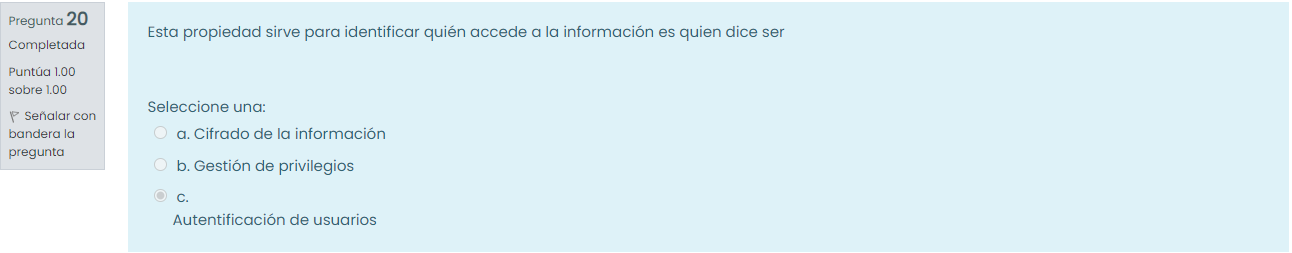 Pregunta 20
Completada
Puntúa 1.00
sobre 1.00
Señalar con
bandera la
pregunta
Esta propiedad sirve para identificar quién accede a la información es quien dice ser
Seleccione una:
a. Cifrado de la información
b. Gestión de privilegios
c.
Autentificación de usuarios